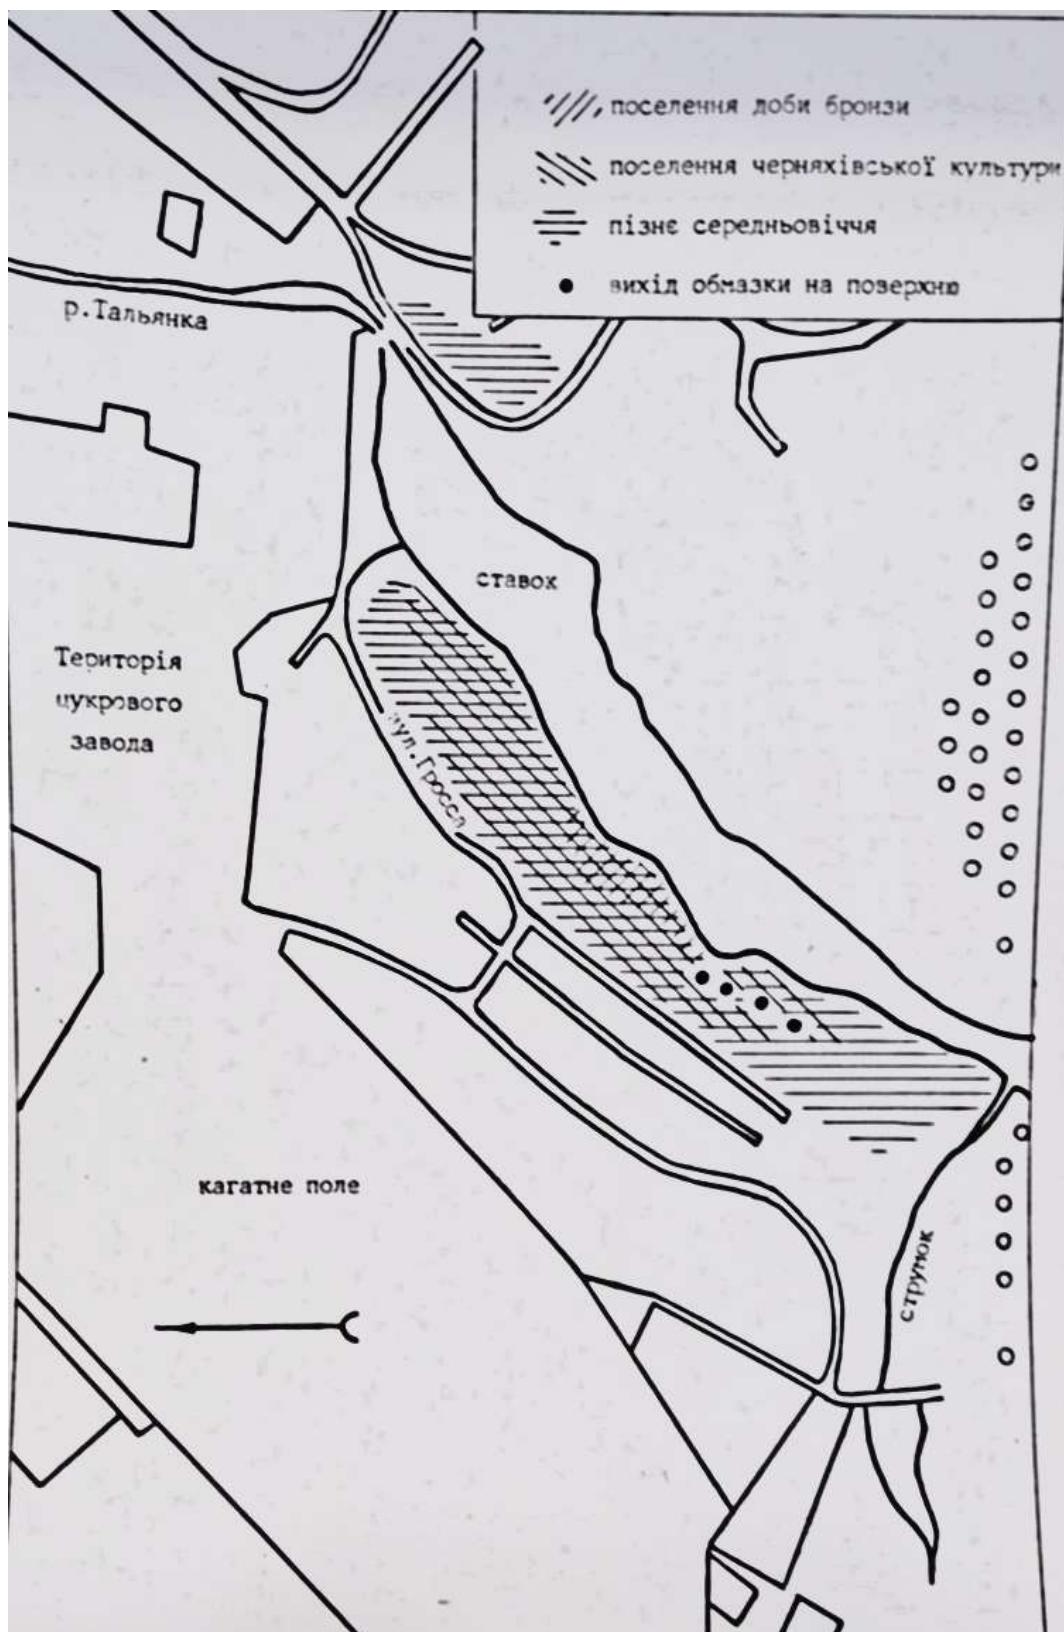 поселення доби бронзи
поселення черняхівської культури
пізнє середньовіччя
вихід обмазки на поверхню
р.Тальянка
ставок
Територія
цукрового
завода
вул.Гросса
кагатне поле
струмок